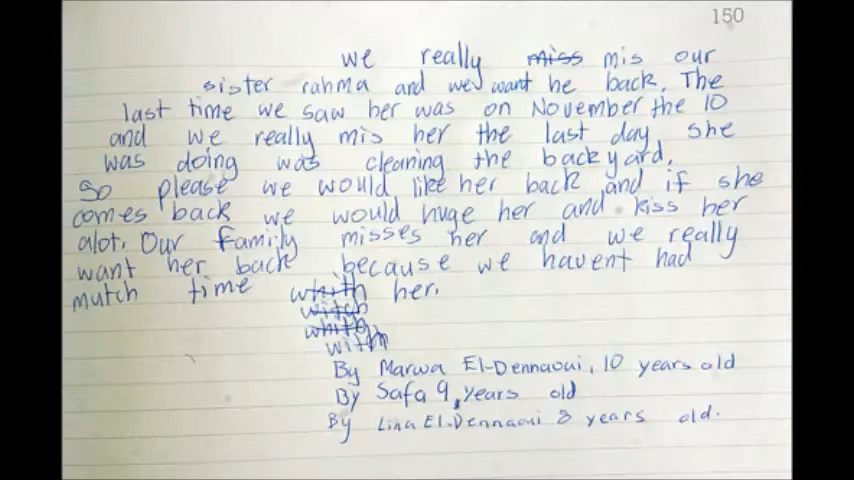 150
we really miss mis our
sister rahma and we want he back. The
last time we saw her was on November the 10
and we really mis her the last day she
was doing was cleaning the backyard.
So please we would like her back and if she
comes back we would huge her and kiss her
alot. Our family misses her and we really
want her back because we havent had
mutch time whith her.
witch
white
with
By Marwa El-Dennaoui, 10 years old
By Safa 9, years old
By Lina El-Dennaoui 8 years old.